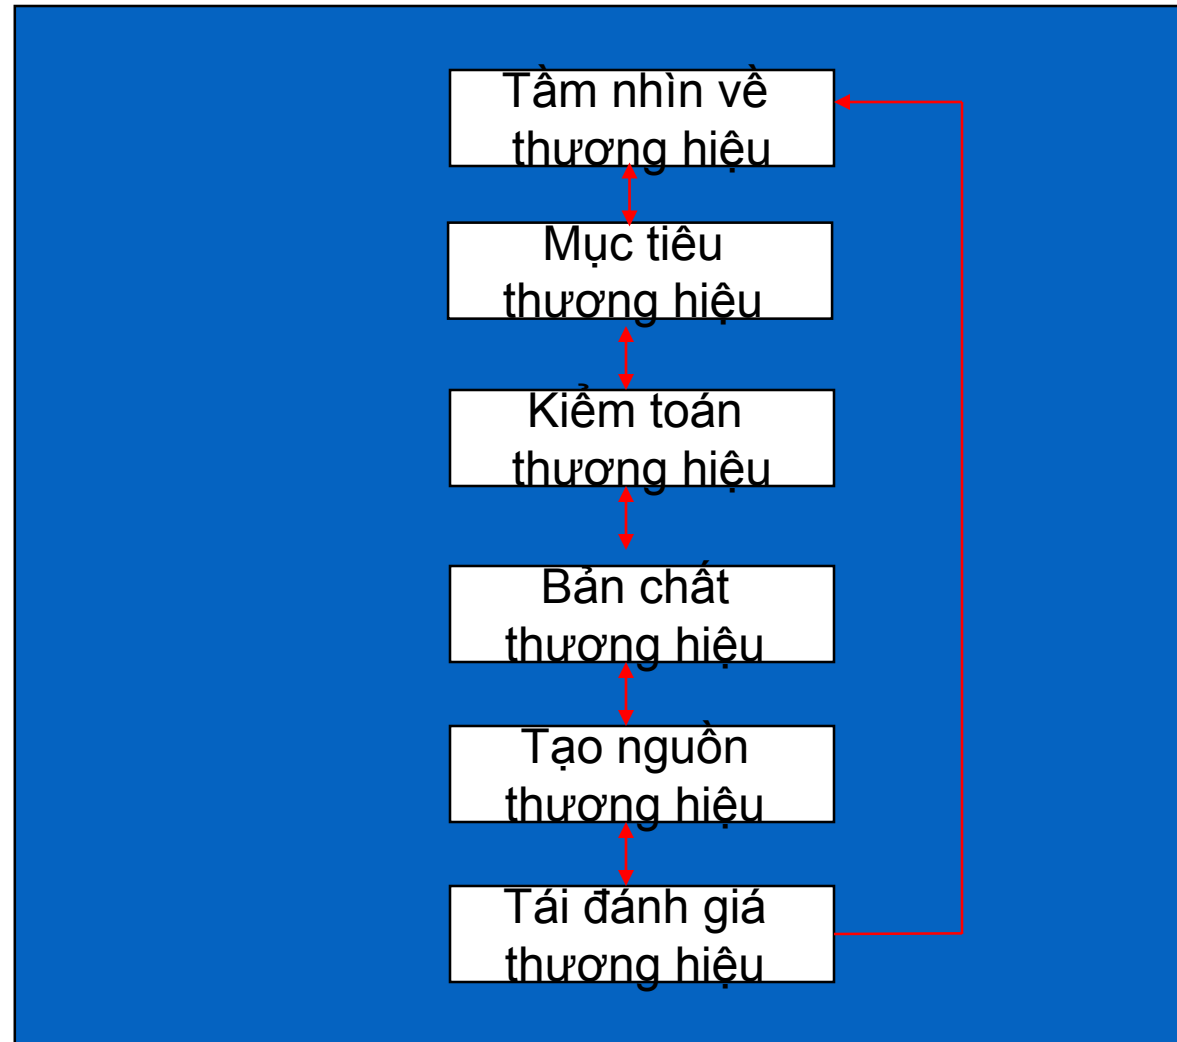 Tầm nhìn về
thương hiệu
Mục tiêu
thương hiệu
Kiểm toán
thương hiệu
Bản chất
thương hiệu
Tạo nguồn
thương hiệu
Tái đánh giá
thương hiệu